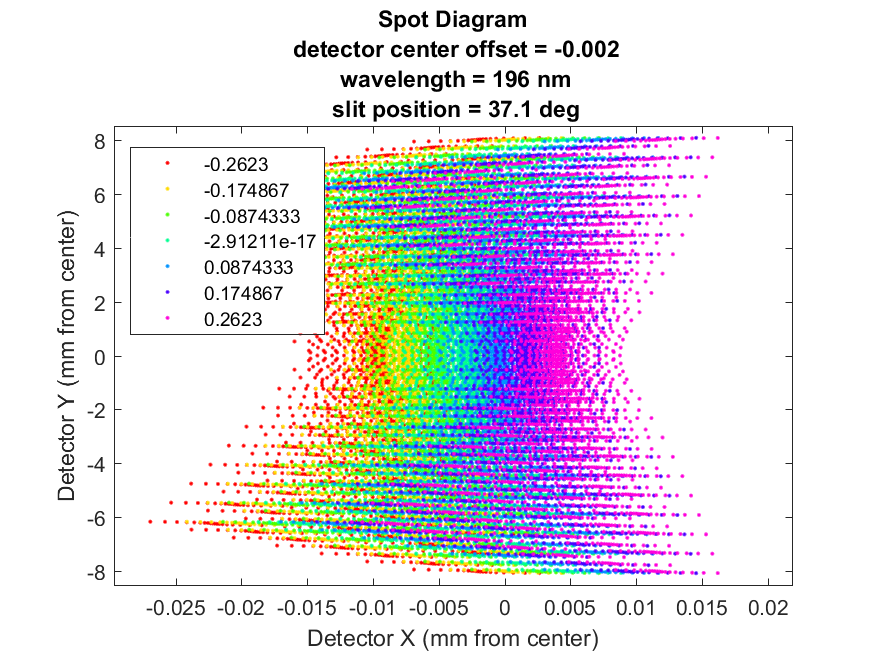 Spot Diagram
detector center offset = -0.002
wavelength = 196 nm
slit position = 37.1 deg
8
6
4
2
0
-2
-4
-6
-8
Detector Y (mm from center)
-0.2623
-0.174867
-0.0874333
-2.91211e-17
0.0874333
0.174867
0.2623
-0.025 -0.02 -0.015 -0.01 -0.005 0 0.005 0.01 0.015 0.02
Detector X (mm from center)